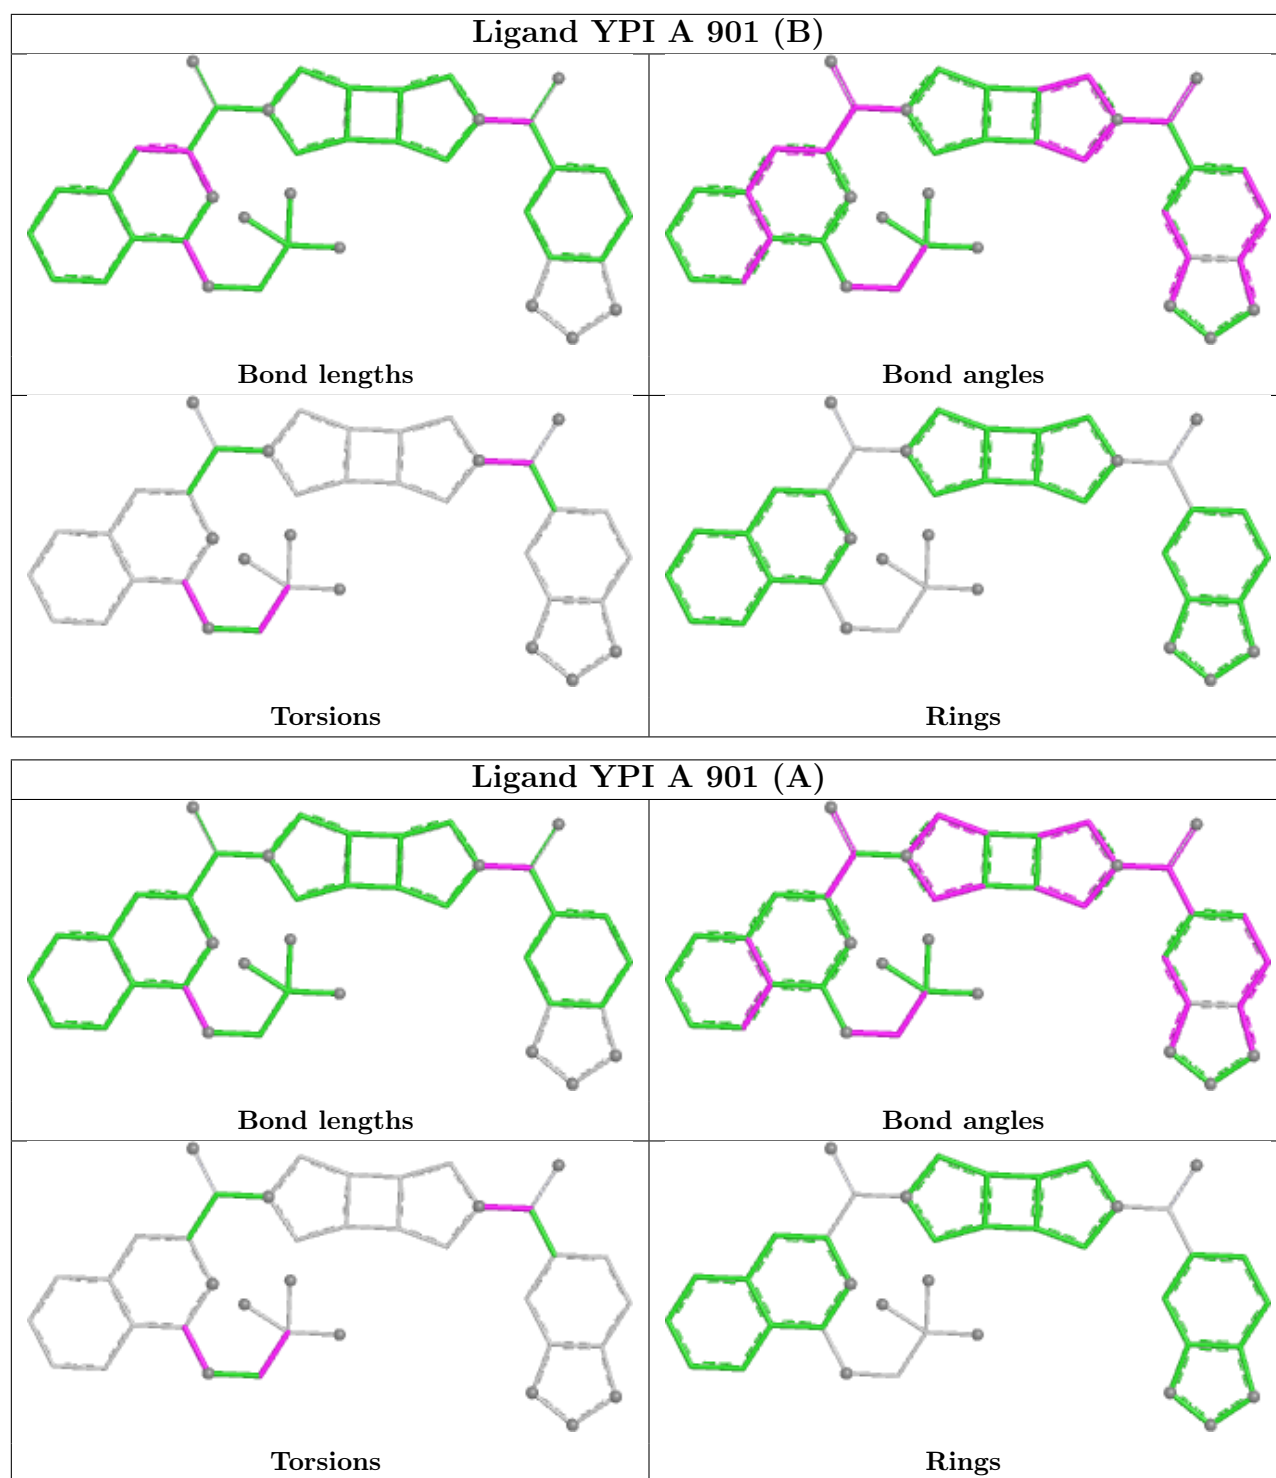 Ligand YPI A 901 (B)
Bond lengths
Bond angles
Torsions
Rings
Ligand YPI A 901 (A)
Bond lengths
Bond angles
Torsions
Rings